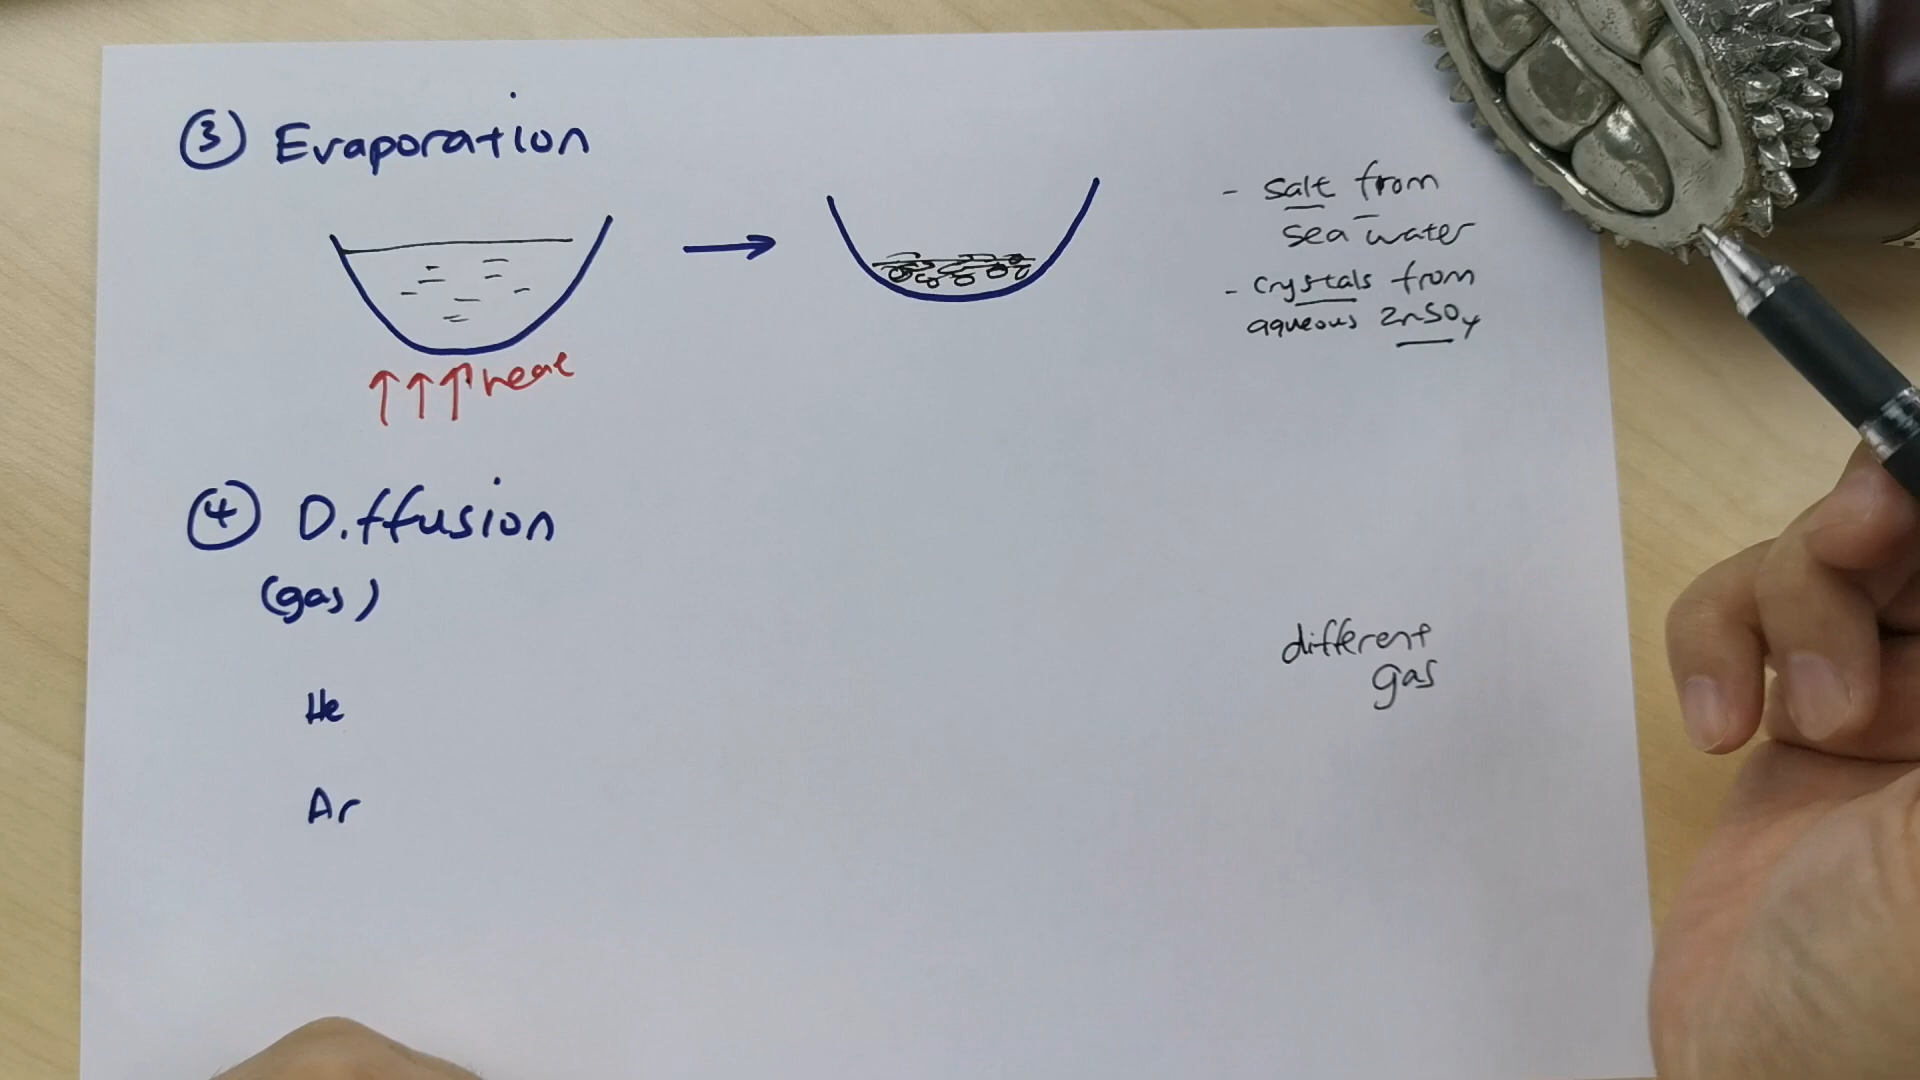 ③ Evaporation
- salt from
sea water
- crystals from
aqueous ZnSO4
↑↑↑ heat
④ Diffusion
(gas)
different
gas
He
Ar